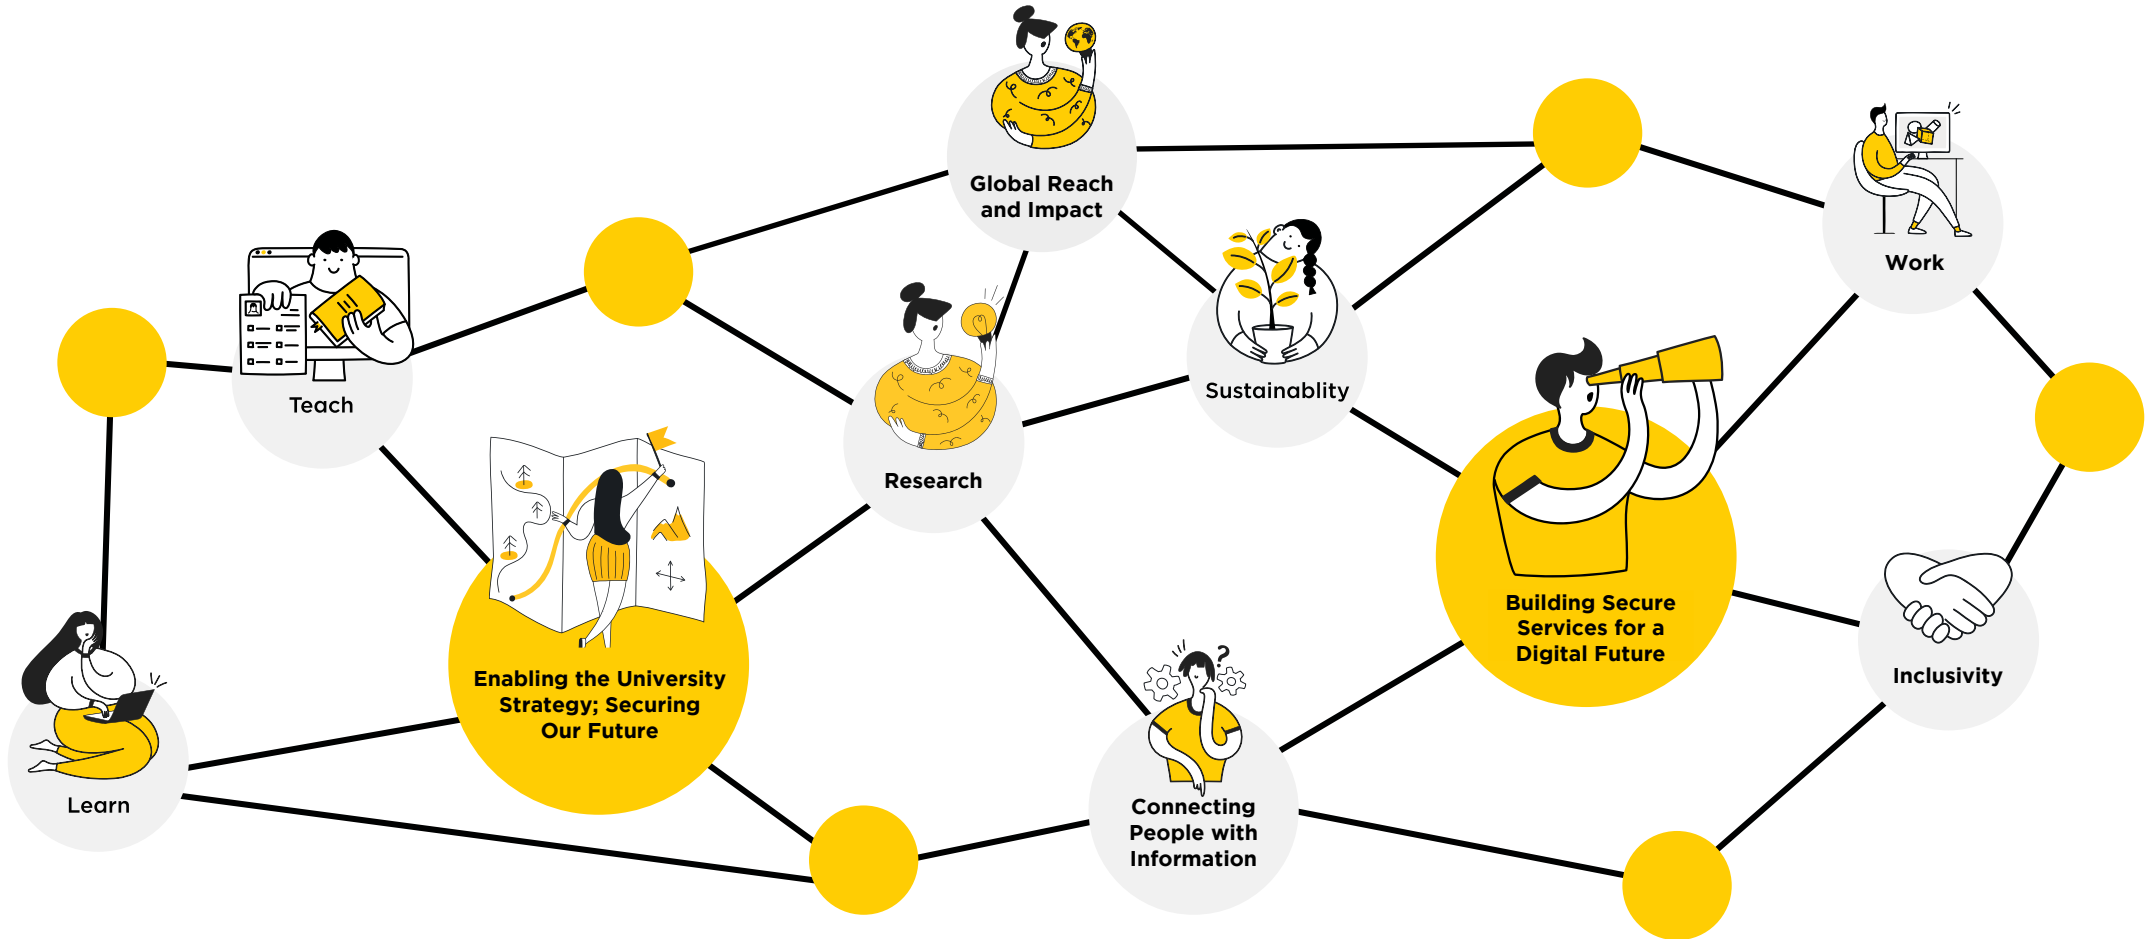 Global Reach
and Impact
Work
Teach
Sustainablity
Research
Building Secure
Services for a
Digital Future
Inclusivity
Enabling the University
Strategy; Securing
Our Future
?
Learn
Connecting
People with
Information